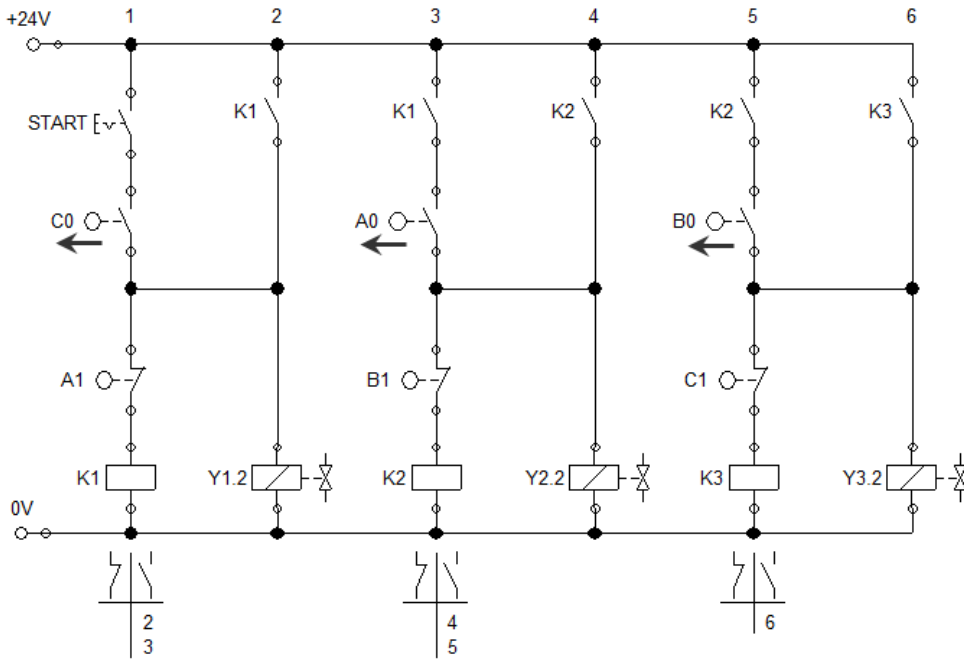 +24V 1 2 3 4 5 6
START K1 K1 K2 K2 K3
C0 A0 B0
A1 B1 C1
K1 Y1.2 K2 Y2.2 K3 Y3.2
0V
2 4 6
3 5